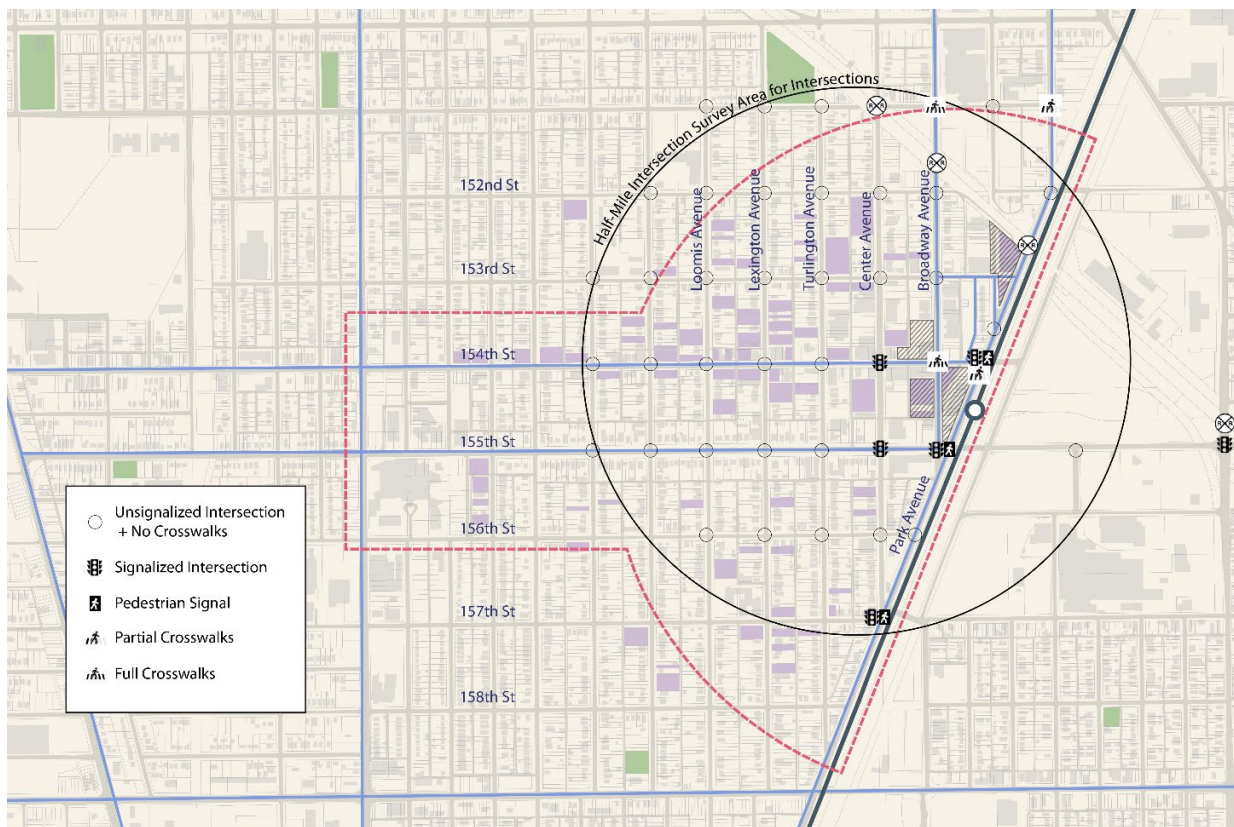 Half-Mile Intersection Survey Area for Intersections
152nd St
153rd St
154th St
155th St
156th St
157th St
158th St
Loomis Avenue
Lexington Avenue
Turlington Avenue
Center Avenue
Broadway Avenue
Park Avenue
Unsignalized Intersection
+ No Crosswalks
Signalized Intersection
Pedestrian Signal
Partial Crosswalks
Full Crosswalks
R R
R R
R R
R R